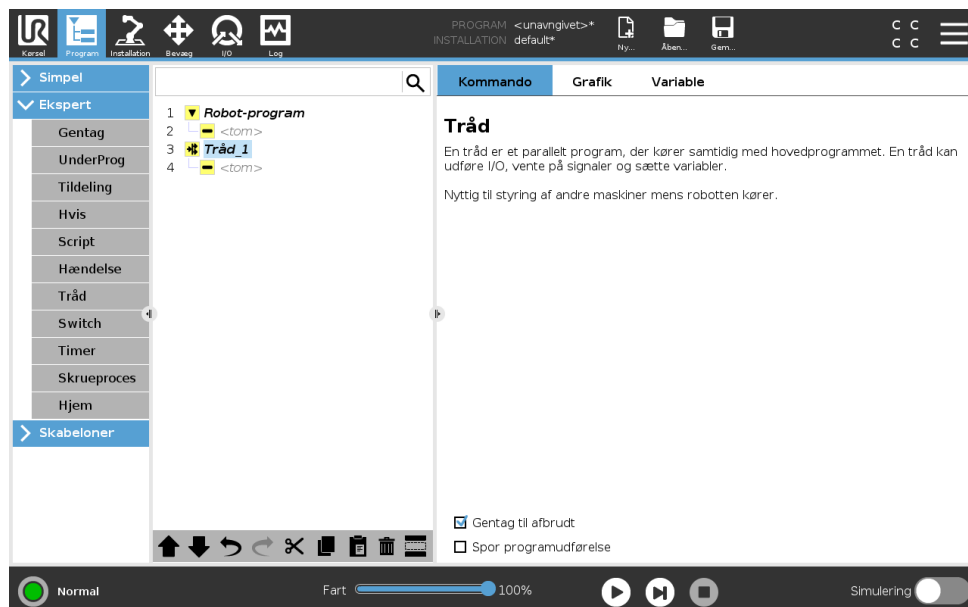 PROGRAM <unavngivet>*
INSTALLATION default*
Kørsel
Program
Installation
Bevæg
I/O
Log
Ny...
Åben...
Gem...
C C
C C
Simpel
Ekspert
Gentag
UnderProg
Tildeling
Hvis
Script
Hændelse
Tråd
Switch
Timer
Skrueproces
Hjem
Skabeloner
1 Robot-program
2 <tom>
3 Tråd_1
4 <tom>
Kommando Grafik Variable
Tråd
En tråd er et parallelt program, der kører samtidig med hovedprogrammet. En tråd kan
udføre I/O, vente på signaler og sætte variabler.
Nyttig til styring af andre maskiner mens robotten kører.
Gentag til afbrudt
Spor programudførelse
Normal
Fart 100%
Simulering